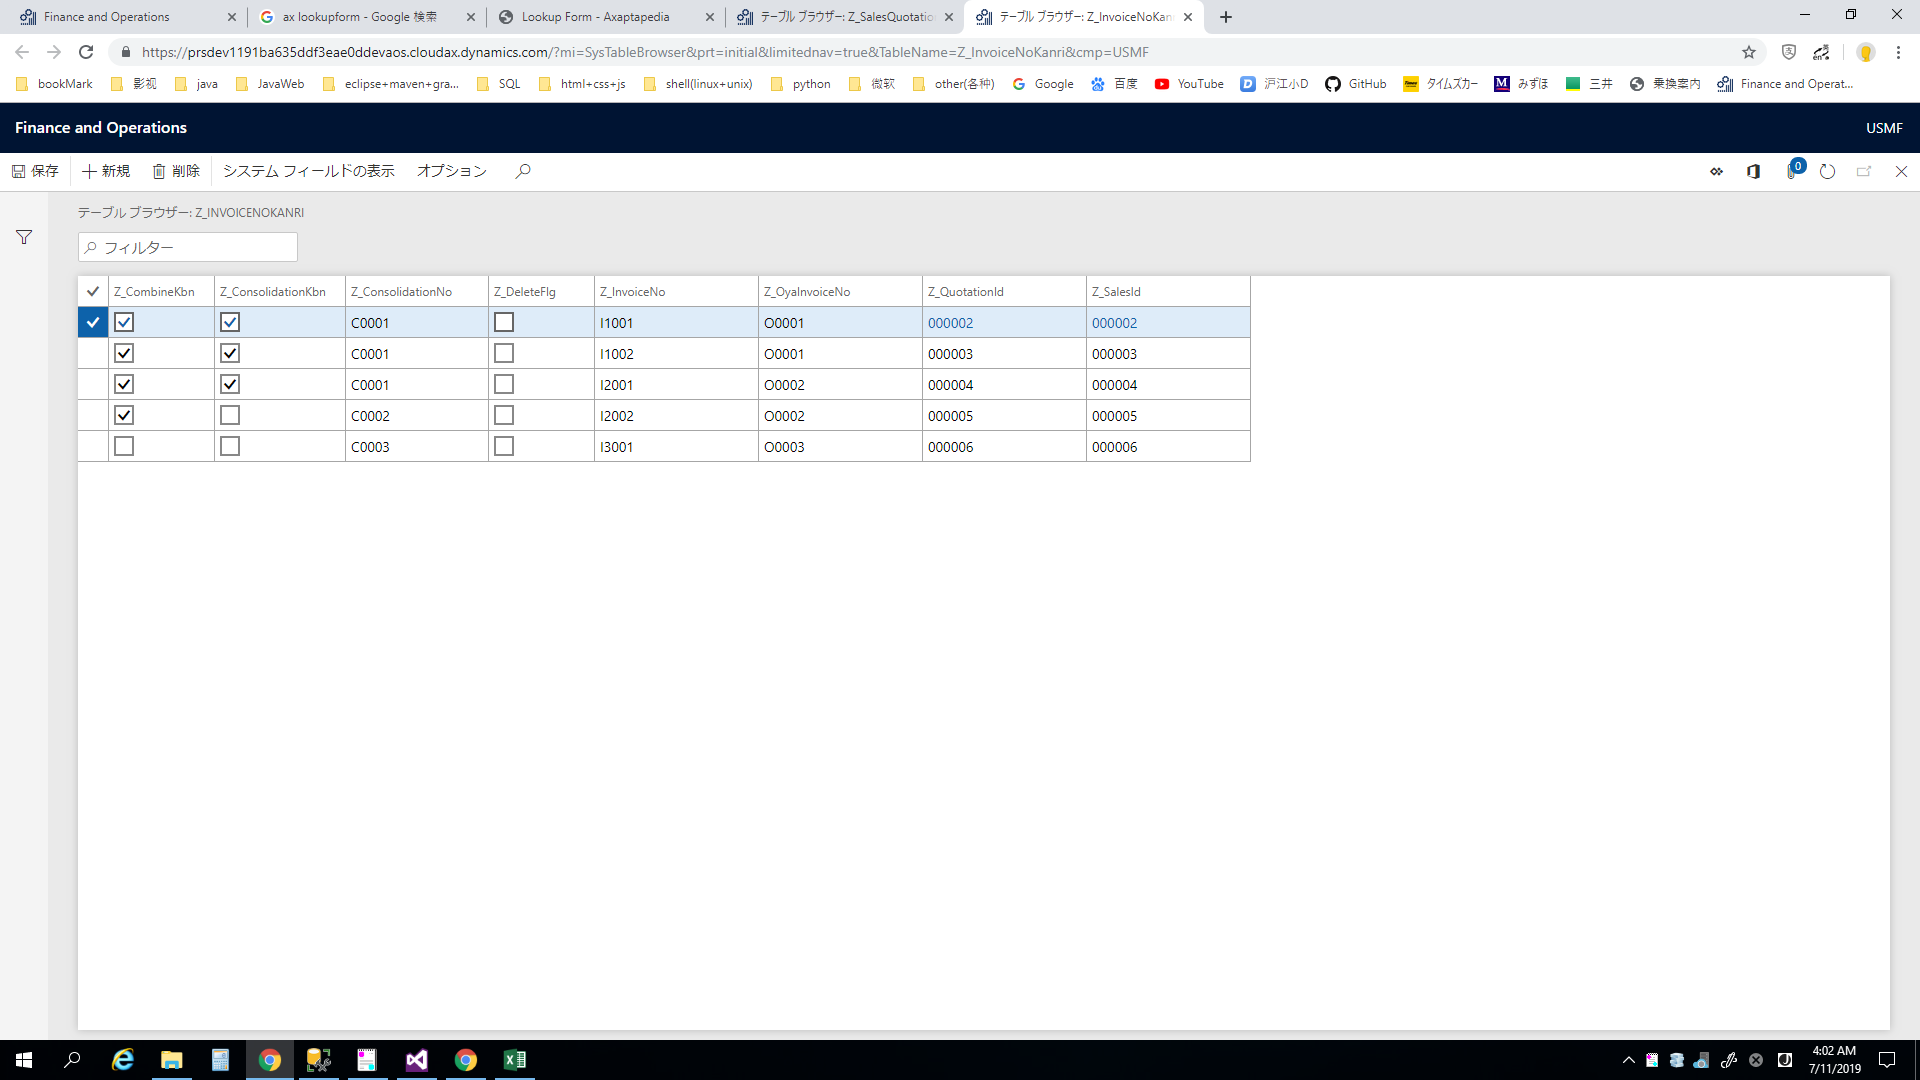 Finance and Operations
ax lookupform - Google 検索
Lookup Form - Axaptapedia
テーブル ブラウザー: Z_SalesQuotatio
テーブル ブラウザー: Z_InvoiceNoKan
https://prsdev1191ba635ddf3eae0ddevaos.cloudax.dynamics.com/?mi=SysTableBrowser&prt=initial&limitednav=true&TableName=Z_InvoiceNoKanri&cmp=USMF
bookMark 影视 java JavaWeb eclipse+maven+gra... SQL html+css+js shell(linux+unix) python 微软 other(各种) Google 百度 YouTube 沪江小D GitHub タイムズカー みずほ 三井 乗換案内 Finance and Operat...
Finance and Operations USMF
保存 新規 削除 システム フィールドの表示 オプション 0
テーブル ブラウザー: Z_INVOICENOKANRI
フィルター
Z_CombineKbn Z_ConsolidationKbn Z_ConsolidationNo Z_DeleteFlg Z_InvoiceNo Z_OyaInvoiceNo Z_QuotationId Z_SalesId
C0001 I1001 O0001 000002 000002
C0001 I1002 O0001 000003 000003
C0001 I2001 O0002 000004 000004
C0002 I2002 O0002 000005 000005
C0003 I3001 O0003 000006 000006
4:02 AM
7/11/2019